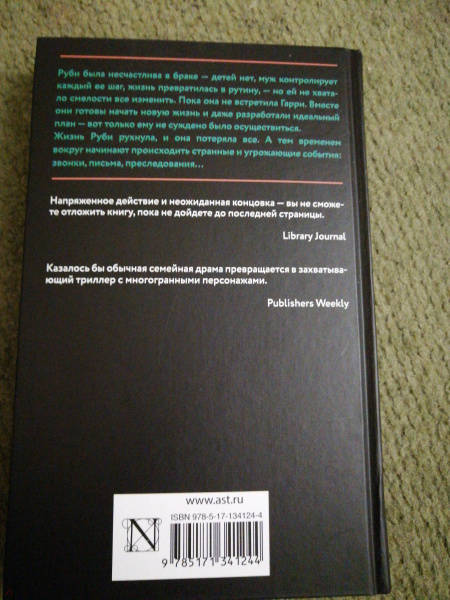 Руби была несчастлива в браке — детей нет, муж контролирует
каждый ее шаг, жизнь превратилась в рутину, — но ей не хвата-
ло смелости все изменить. Пока она не встретила Гарри. Вместе
они готовы начать новую жизнь и даже разработали идеальный
план — вот только ему не суждено было осуществиться.
Жизнь Руби рухнула, и она потеряла все. А тем временем
вокруг начинают происходить странные и угрожающие события:
звонки, письма, преследования...
Напряженное действие и неожиданная концовка — вы не сможе-
те отложить книгу, пока не дойдете до последней страницы.
Library Journal
Казалось бы обычная семейная драма превращается в захватыва-
ющий триллер с многогранными персонажами.
Publishers Weekly
www.ast.ru
ISBN 978-5-17-134124-4
N
9 785171 341244